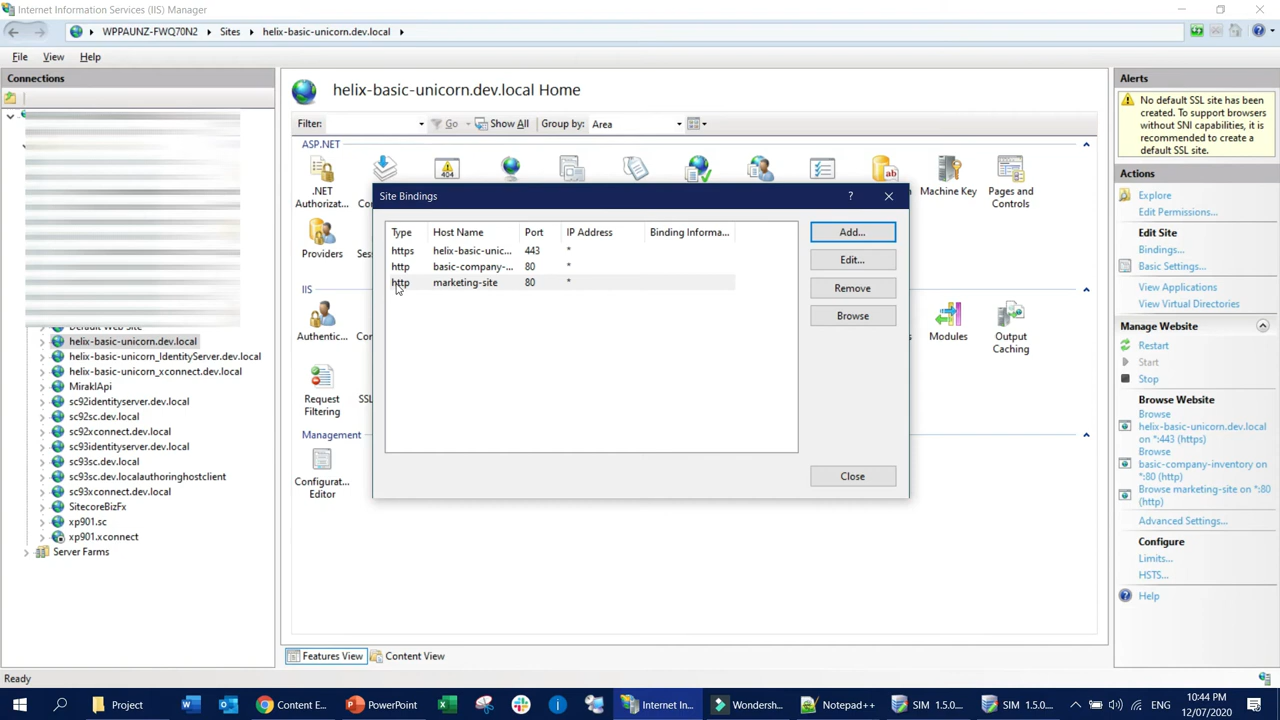 Internet Information Services (IIS) Manager
WPPAUNZ-FWQ70N2 Sites helix-basic-unicorn.dev.local
File View Help
Connections
Default Web Site
helix-basic-unicorn.dev.local
helix-basic-unicorn_IdentityServer.dev.local
helix-basic-unicorn_xconnect.dev.local
MiraklApi
sc92identityserver.dev.local
sc92sc.dev.local
sc92xconnect.dev.local
sc93identityserver.dev.local
sc93sc.dev.local
sc93sc.dev.localauthoringhostclient
sc93xconnect.dev.local
SitecoreBizFx
xp901.sc
xp901.xconnect
Server Farms
helix-basic-unicorn.dev.local Home
Filter: Go Show All Group by: Area
ASP.NET
.NET
Authorizat...
Machine Key
Pages and
Controls
Providers
IIS
Authentic...
Modules
Output
Caching
Request
Filtering
Management
Configurat...
Editor
Site Bindings
?
Type Host Name Port IP Address Binding Informa...
https helix-basic-unic... 443 *
http basic-company-... 80 *
http marketing-site 80 *
Add...
Edit...
Remove
Browse
Close
Features View Content View
Alerts
No default SSL site has been
created. To support browsers
without SNI capabilities, it is
recommended to create a
default SSL site.
Actions
Explore
Edit Permissions...
Edit Site
Bindings...
Basic Settings...
View Applications
View Virtual Directories
Manage Website
Restart
Start
Stop
Browse Website
Browse
helix-basic-unicorn.dev.local
on *:443 (https)
Browse
basic-company-inventory on
*:80 (http)
Browse marketing-site on *:80
(http)
Advanced Settings...
Configure
Limits...
HSTS...
Help
Ready
Project Content E... PowerPoint Internet In... Wondersh... Notepad++ SIM 1.5.0... SIM 1.5.0... ENG
10:44 PM
12/07/2020